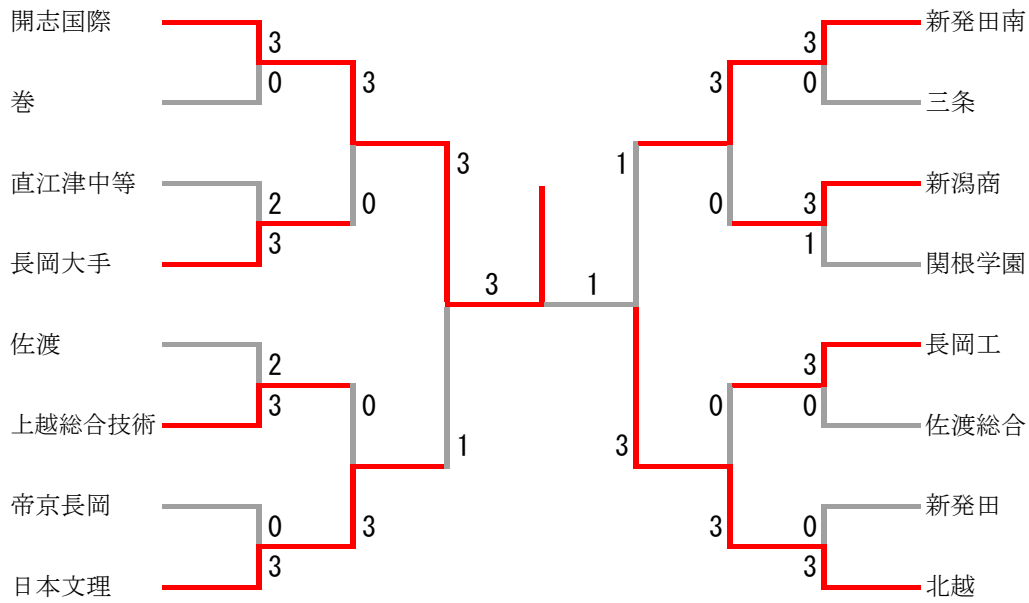 開志国際
3
0
巻
3
直江津中等
2
3
長岡大手
0
3
佐渡
2
3
上越総合技術
0
1
帝京長岡
0
3
日本文理
3
3
1
新発田南
3
0
三条
3
新潟商
3
1
関根学園
0
1
長岡工
3
0
佐渡総合
0
3
新発田
0
3
北越
3